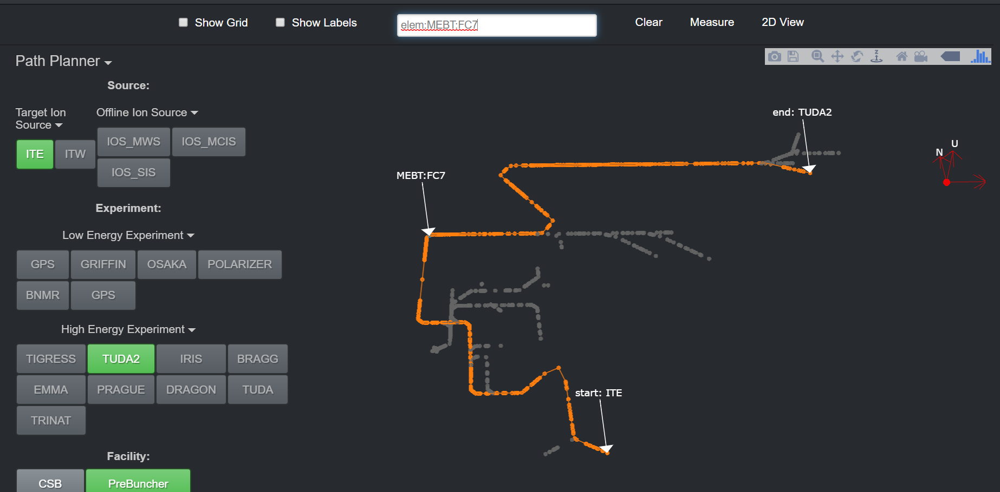 Show Grid
Show Labels
elem:MEBT:FC7
Clear
Measure
2D View
Path Planner
Source:
Target Ion
Source
Offline Ion Source
ITE
ITW
IOS_MWS
IOS_MCIS
IOS_SIS
Experiment:
Low Energy Experiment
GPS
GRIFFIN
OSAKA
POLARIZER
BNMR
GPS
High Energy Experiment
TIGRESS
TUDA2
IRIS
BRAGG
EMMA
PRAGUE
DRAGON
TUDA
TRINAT
Facility:
CSB
PreBuncher
Z
end: TUDA2
U
N
MEBT:FC7
start: ITE